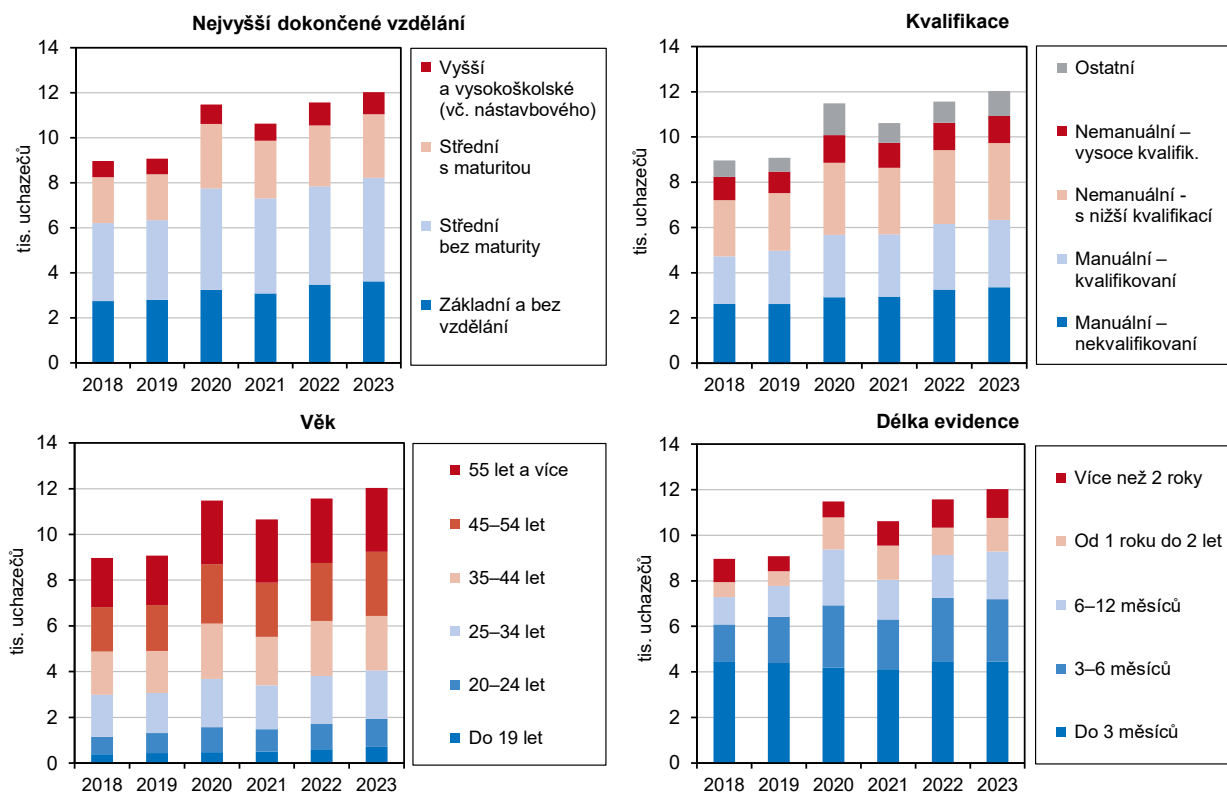 Nejvyšší dokončené vzdělání
14
12
10
8
6
4
2
0
tis. uchazečů
2018 2019 2020 2021 2022 2023
Vyšší
a vysokoškolské
(vč. nástavbového)
Střední
s maturitou
Střední
bez maturity
Základní a bez
vzdělání
Kvalifikace
14
12
10
8
6
4
2
0
tis. uchazečů
2018 2019 2020 2021 2022 2023
Ostatní
Nemanuální –
vysoce kvalifik.
Nemanuální -
s nižší kvalifikací
Manuální –
kvalifikovaní
Manuální –
nekvalifikovaní
Věk
14
12
10
8
6
4
2
0
tis. uchazečů
2018 2019 2020 2021 2022 2023
55 let a více
45–54 let
35–44 let
25–34 let
20–24 let
Do 19 let
Délka evidence
14
12
10
8
6
4
2
0
tis. uchazečů
2018 2019 2020 2021 2022 2023
Více než 2 roky
Od 1 roku do 2 let
6–12 měsíců
3–6 měsíců
Do 3 měsíců